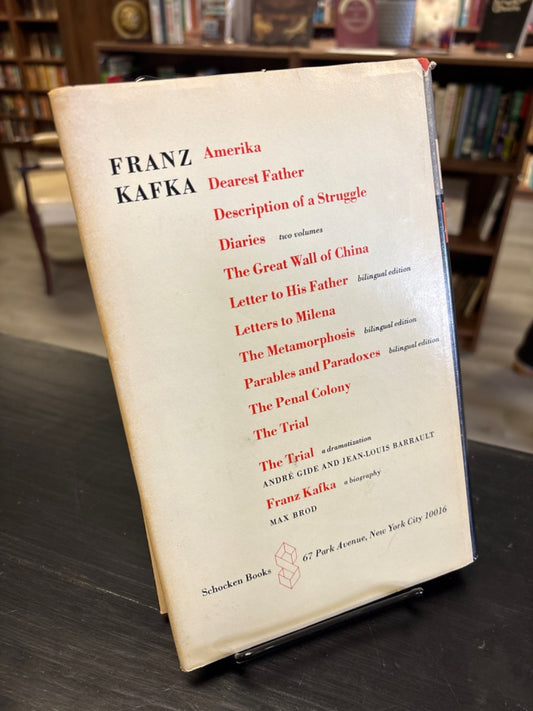 FRANZ
KAFKA
Amerika
Dearest Father
Description of a Struggle
Diaries two volumes
The Great Wall of China
Letter to His Father bilingual edition
Letters to Milena
The Metamorphosis bilingual edition
Parables and Paradoxes bilingual edition
The Penal Colony
The Trial
The Trial a dramatization
ANDRÉ GIDE AND JEAN-LOUIS BARRAULT
Franz Kafka a biography
MAX BROD
Schocken Books 67 Park Avenue, New York City 10016